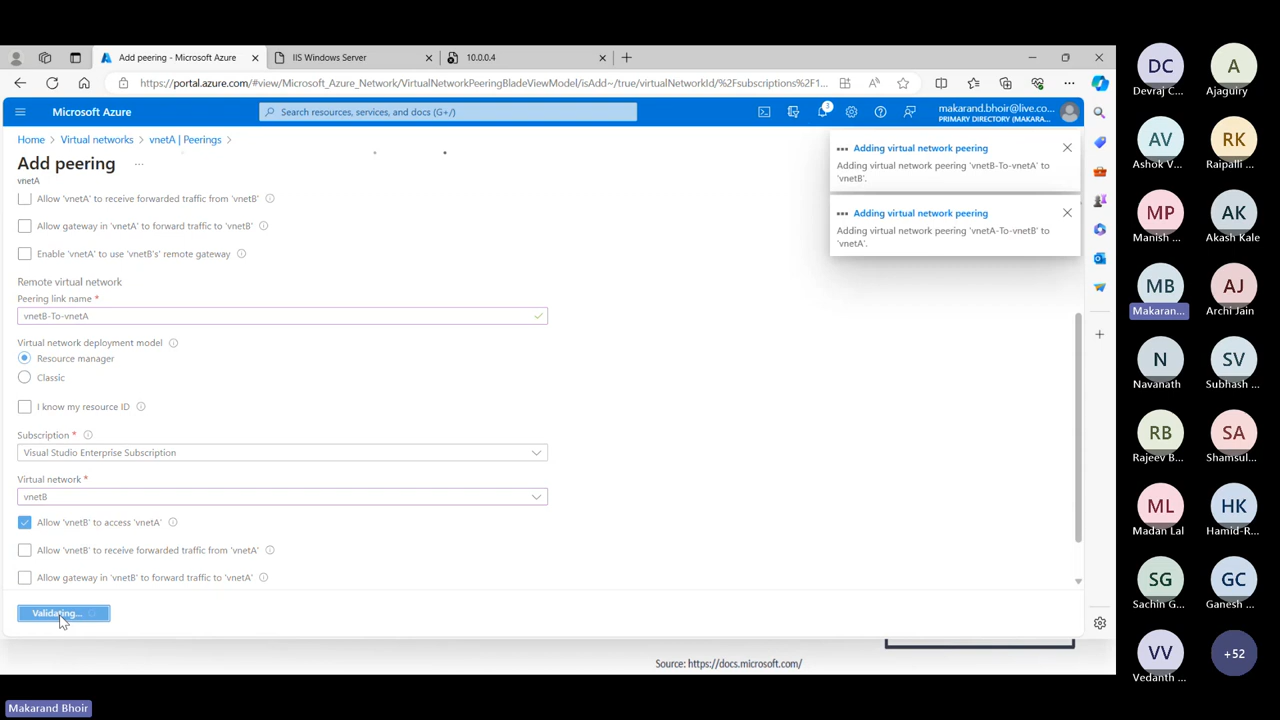 Add peering - Microsoft Azure
IIS Windows Server
10.0.0.4
https://portal.azure.com/#view/Microsoft_Azure_Network/VirtualNetworkPeeringBladeViewModel/isAdd~/true/virtualNetworkId/%2Fsubscriptions%2F1...
Microsoft Azure
Search resources, services, and docs (G+/)
3
makarand.bhoir@live.co...
PRIMARY DIRECTORY (MAKARA...
Home > Virtual networks > vnetA | Peerings >
Add peering ...
vnetA
Adding virtual network peering
Adding virtual network peering 'vnetB-To-vnetA' to
'vnetB'.
Adding virtual network peering
Adding virtual network peering 'vnetA-To-vnetB' to
'vnetA'.
Allow 'vnetA' to receive forwarded traffic from 'vnetB'
Allow gateway in 'vnetA' to forward traffic to 'vnetB'
Enable 'vnetA' to use 'vnetB's' remote gateway
Remote virtual network
Peering link name *
vnetB-To-vnetA
Virtual network deployment model
Resource manager
Classic
I know my resource ID
Subscription *
Visual Studio Enterprise Subscription
Virtual network *
vnetB
Allow 'vnetB' to access 'vnetA'
Allow 'vnetB' to receive forwarded traffic from 'vnetA'
Allow gateway in 'vnetB' to forward traffic to 'vnetA'
Validating...
Source: https://docs.microsoft.com/
DC
Devraj C...
A
Ajagulry
AV
Ashok V...
RK
Raipalli ...
MP
Manish ...
AK
Akash Kale
MB
Makaran...
AJ
Archi Jain
N
Navanath
SV
Subhash ...
RB
Rajeev B...
SA
Shamsul...
ML
Madan Lal
HK
Hamid-R...
SG
Sachin G...
GC
Ganesh ...
VV
Vedanth ...
+52
Makarand Bhoir